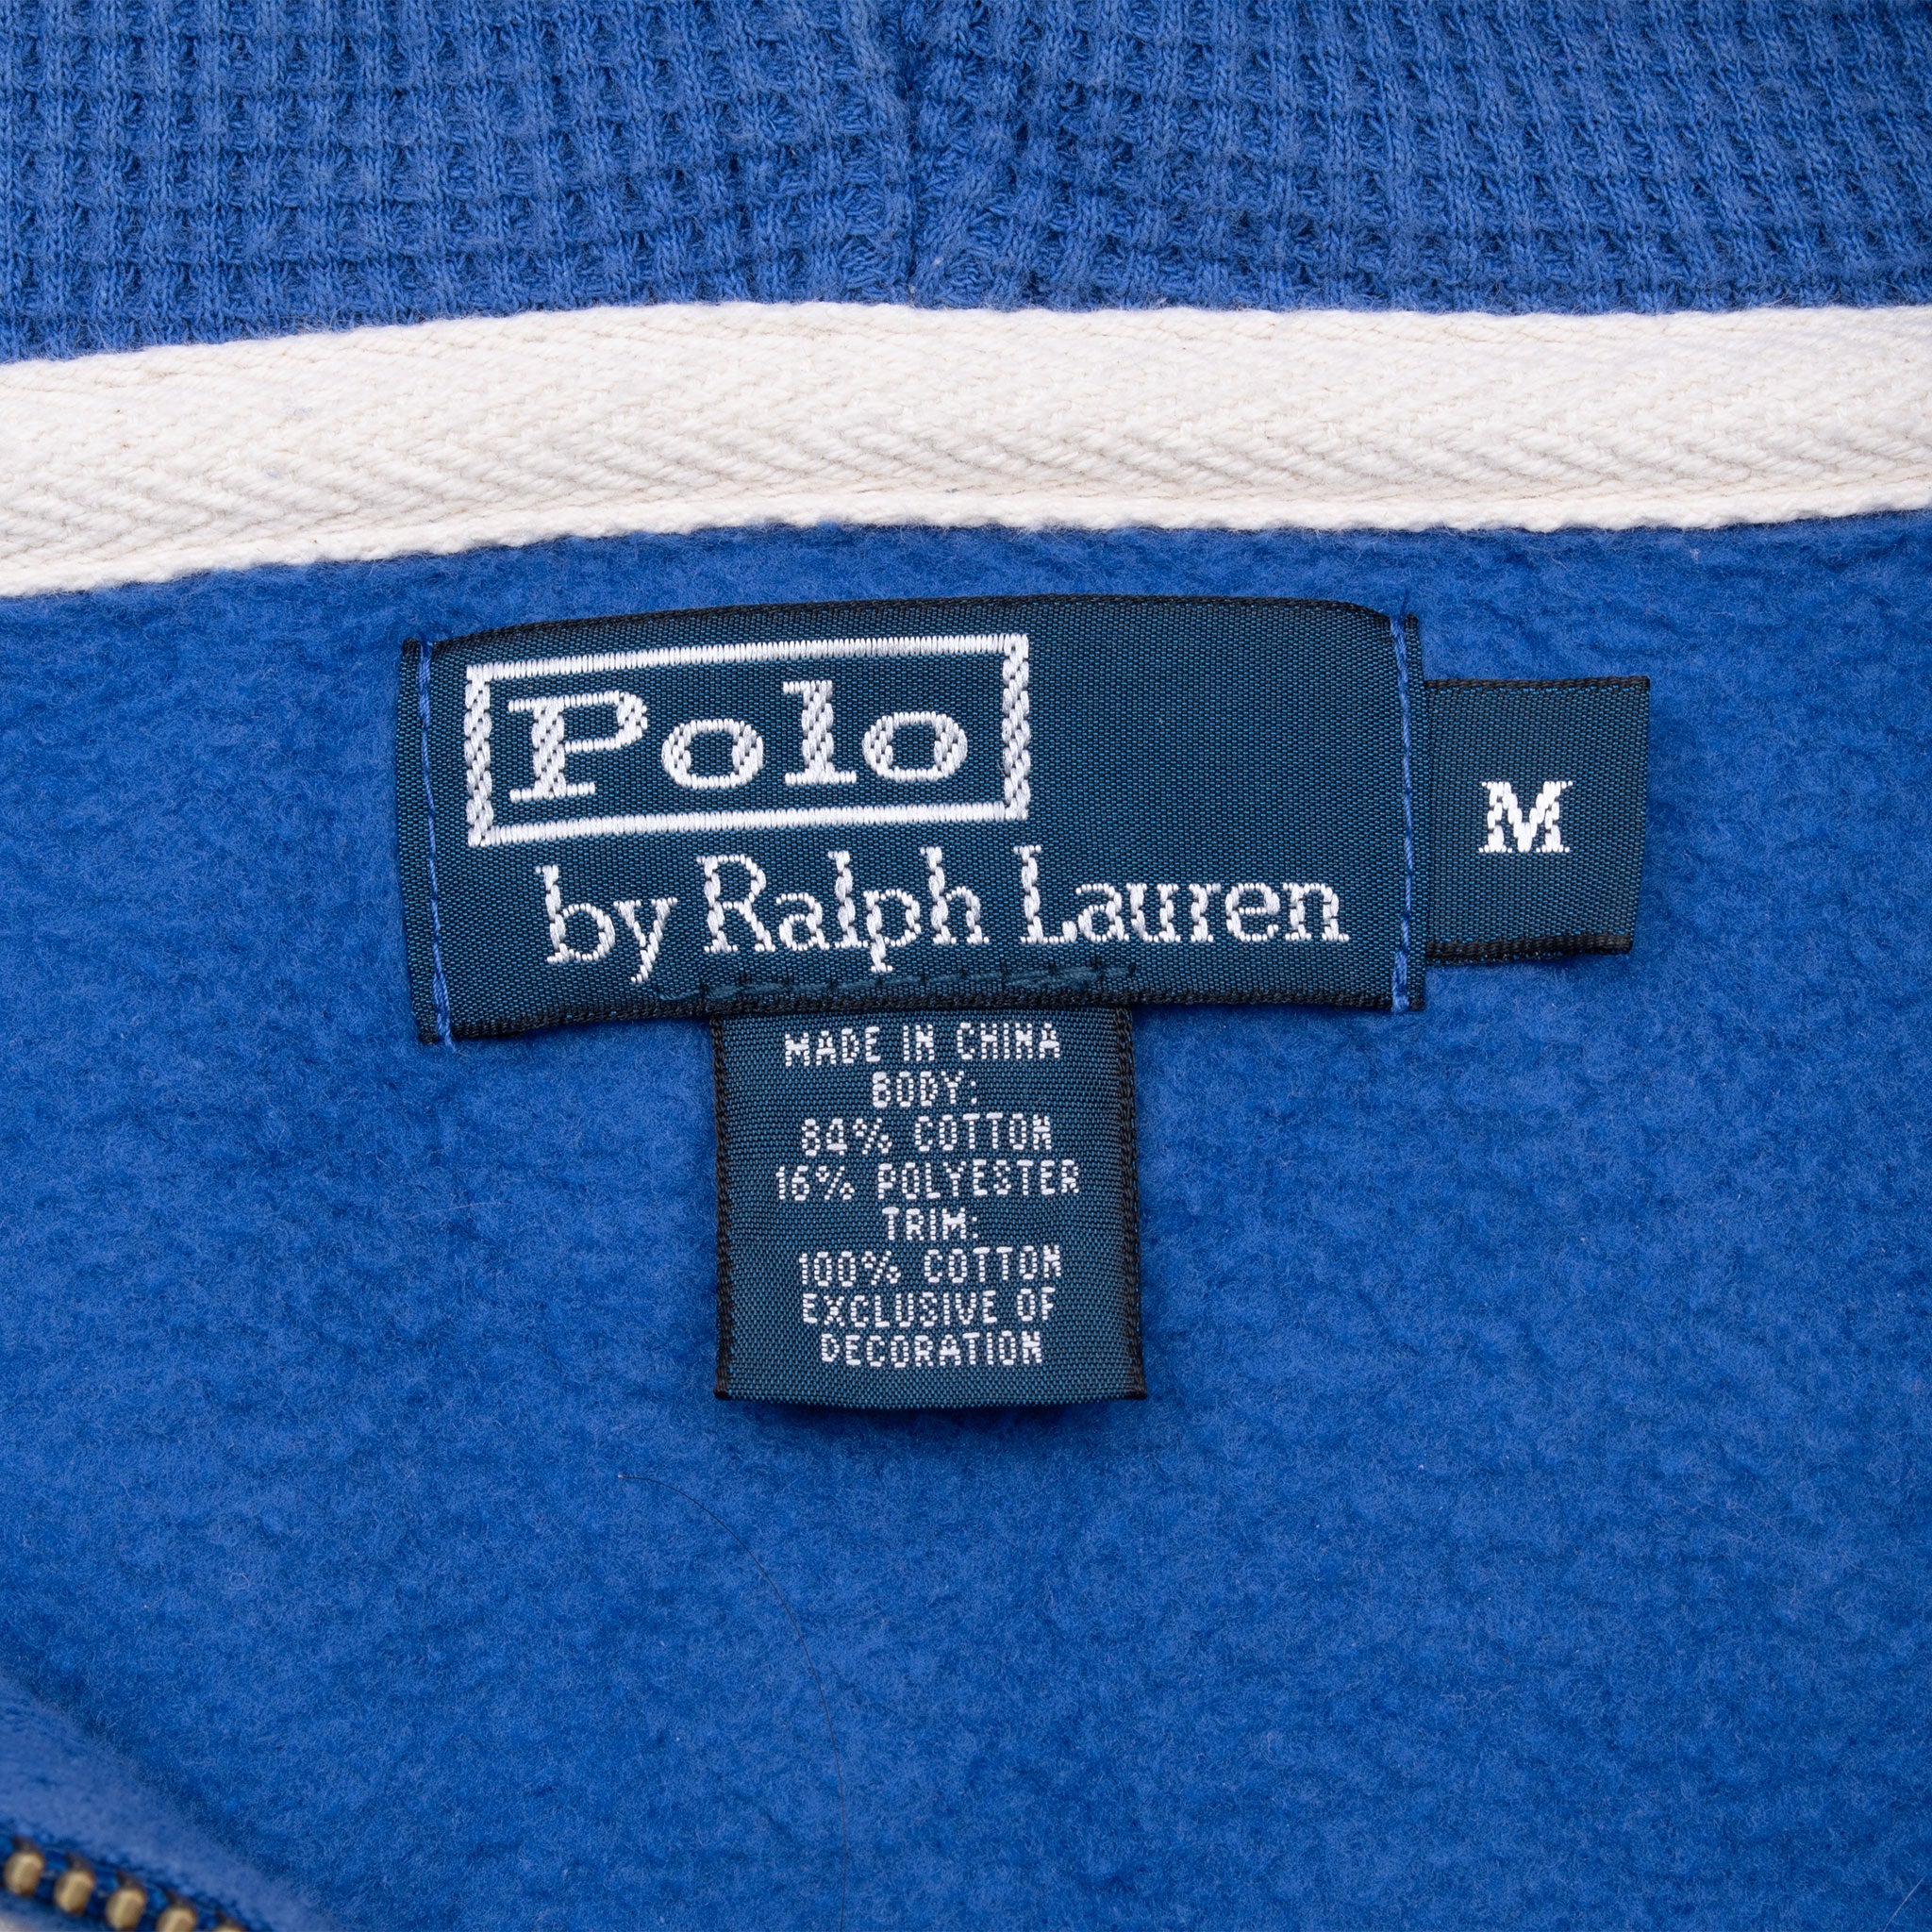 Polo
by Ralph Lauren
M
MADE IN CHINA
BODY:
84% COTTON
16% POLYESTER
TRIM:
100% COTTON
EXCLUSIVE OF
DECORATION